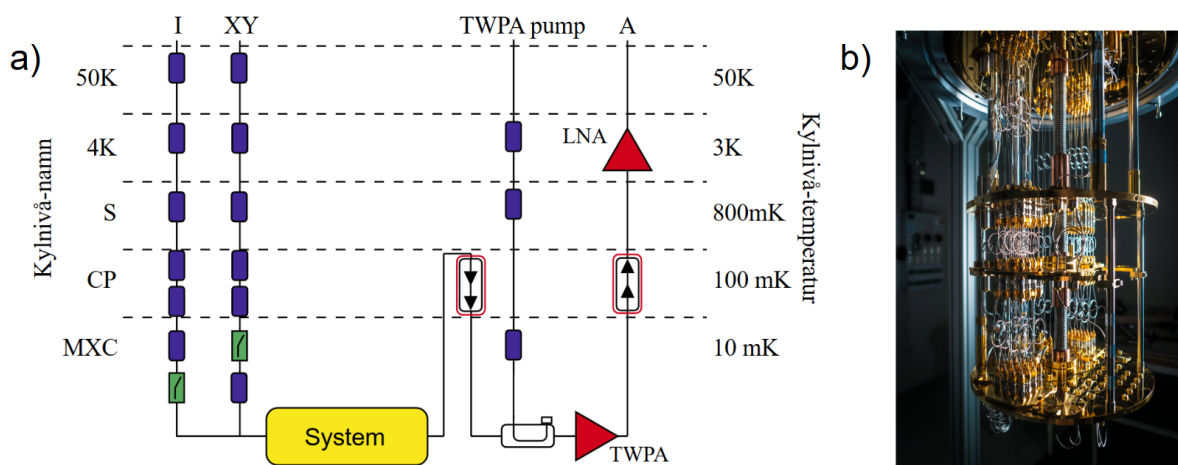 a)
I XY TWPA pump A
50K 50K
4K LNA 3K
S 800mK
CP 100 mK
MXC 10 mK
Kylnivå-namn
Kylnivå-temperatur
System
TWPA
b)